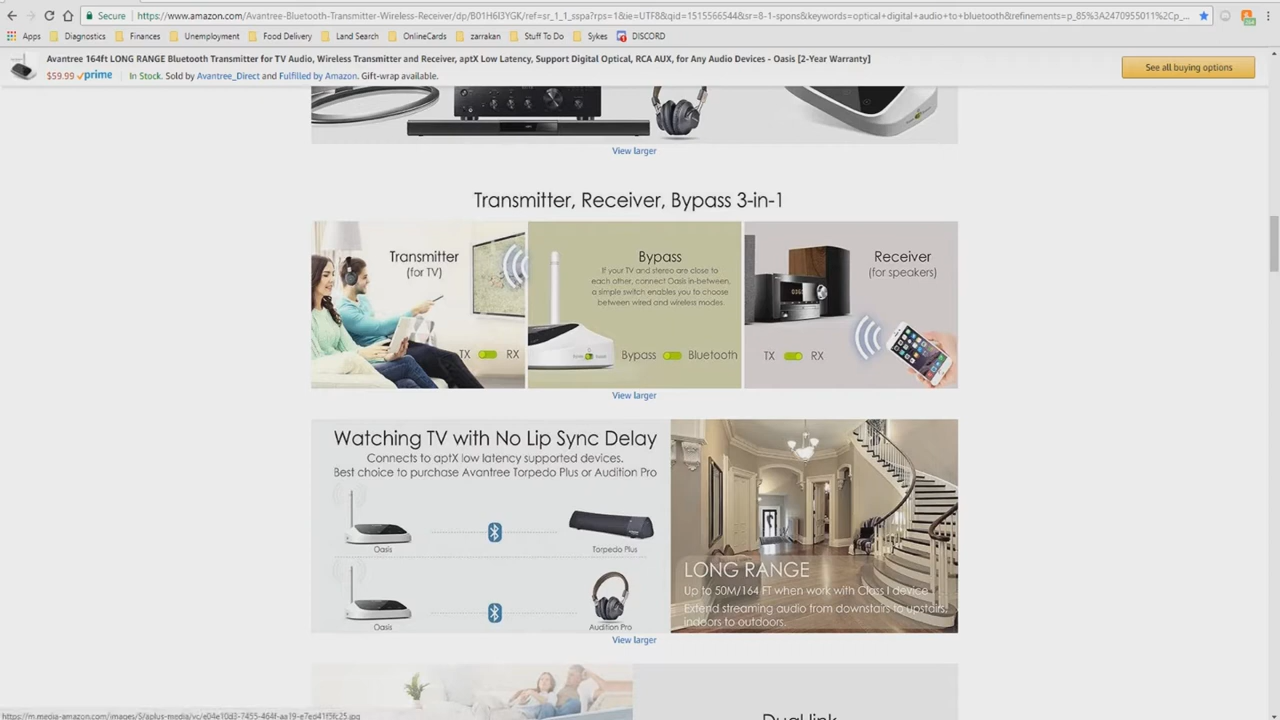 Secure
https://www.amazon.com/Avantree-Bluetooth-Transmitter-Wireless-Receiver/dp/B01H6I3YGK/ref=sr_1_1_sspa?rps=1&ie=UTF8&qid=1515566544&sr=8-1-spons&keywords=optical+digital+audio+to+bluetooth&refinements=p_85%3A2470955011%2Cp_...
Apps Diagnostics Finances Unemployment Food Delivery Land Search OnlineCards zarrakan Stuff To Do Sykes DISCORD
Avantree 164ft LONG RANGE Bluetooth Transmitter for TV Audio, Wireless Transmitter and Receiver, aptX Low Latency, Support Digital Optical, RCA AUX, for Any Audio Devices - Oasis [2-Year Warranty]
$59.99 prime In Stock. Sold by Avantree_Direct and Fulfilled by Amazon. Gift-wrap available.
See all buying options
View larger
Transmitter, Receiver, Bypass 3-in-1
Transmitter
(for TV)
TX RX
Bypass
If your TV and stereo are close to
each other, connect Oasis in-between,
a simple switch enables you to choose
between wired and wireless modes.
Bypass Bluetooth
Receiver
(for speakers)
TX RX
View larger
Watching TV with No Lip Sync Delay
Connects to aptX low latency supported devices.
Best choice to purchase Avantree Torpedo Plus or Audition Pro
Oasis
Torpedo Plus
Oasis
Audition Pro
LONG RANGE
Up to 50M/164 FT when work with Class I device.
Extend streaming audio from downstairs to upstairs,
indoors to outdoors.
View larger
Dual link